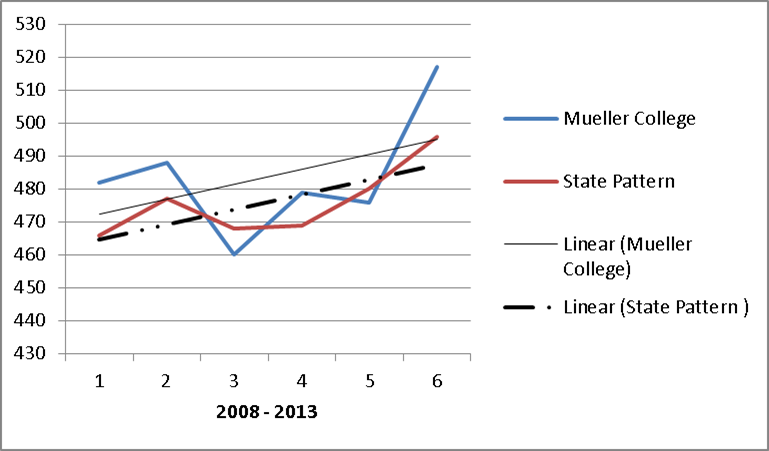 530
520
510
500
490
480
470
460
450
440
430
1 2 3 4 5 6
2008 - 2013
Mueller College
State Pattern
Linear (Mueller
College)
Linear (State Pattern )